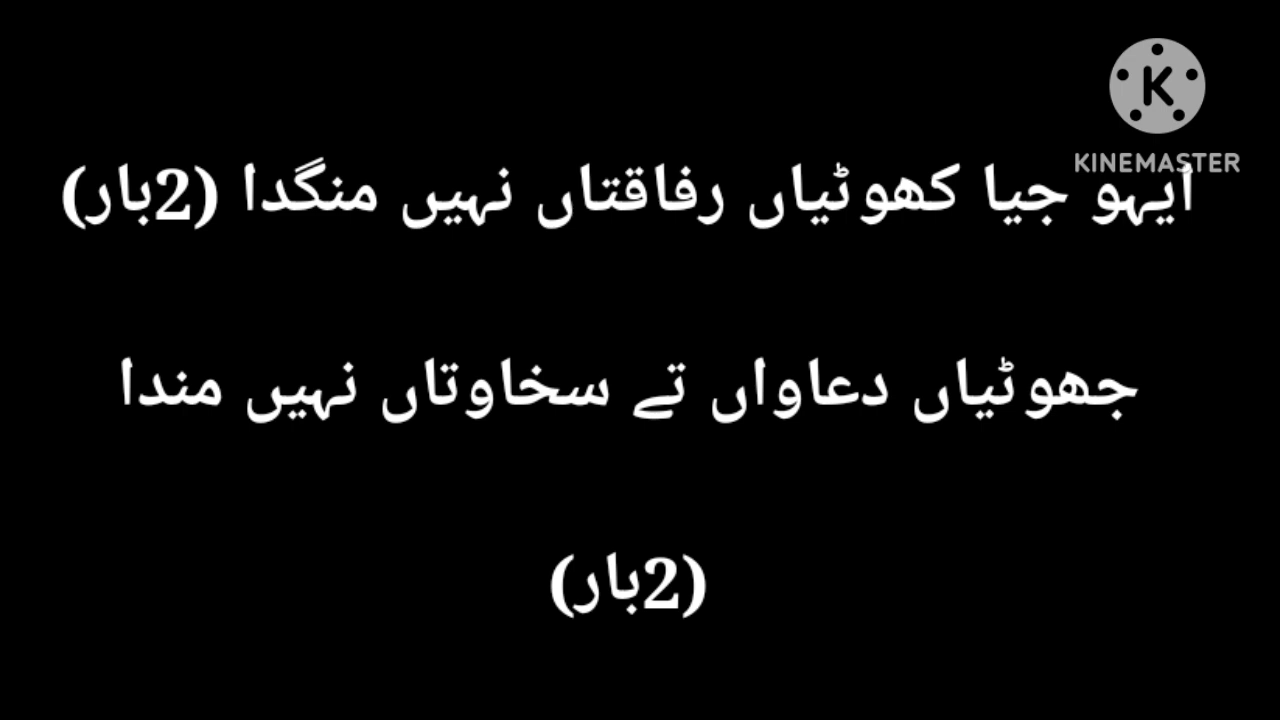 KINEMASTER
ایہو جیا کھوٹیاں رفاقتاں نہیں منگدا (2بار)
جھوٹیاں دعاواں تے سخاوتاں نہیں مندا
(2بار)